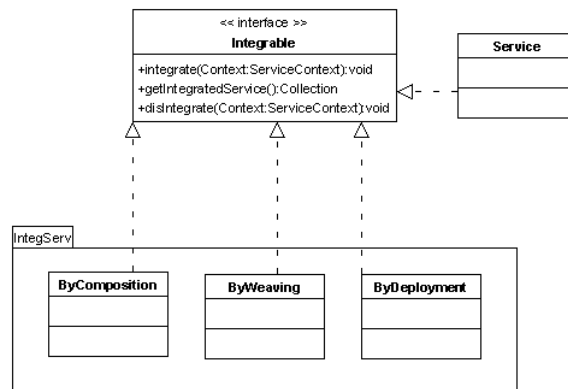 << interface >>
Integrable
Service
+integrate(Context:ServiceContext):void
+getIntegratedService():Collection
+disIntegrate(Context:ServiceContext):void
IntegServ
ByComposition
ByWeaving
ByDeployment